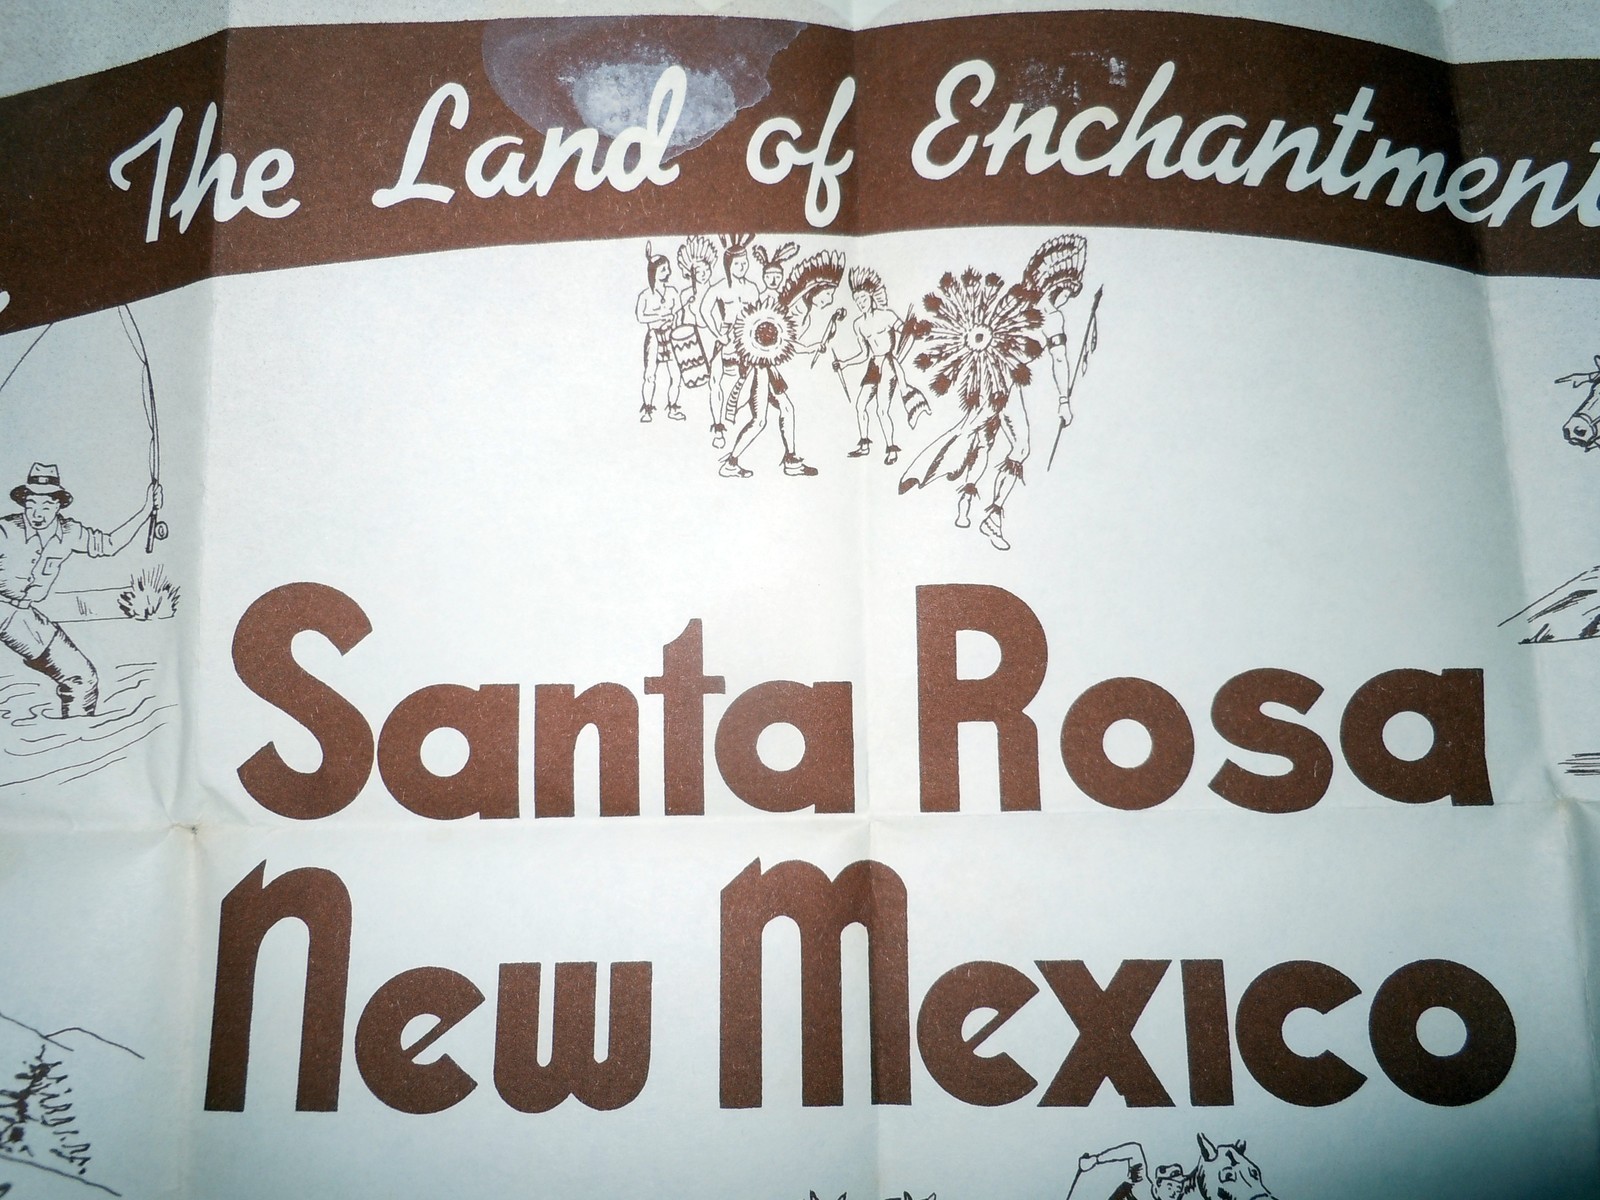 The Land of Enchantment
Santa Rosa
New Mexico